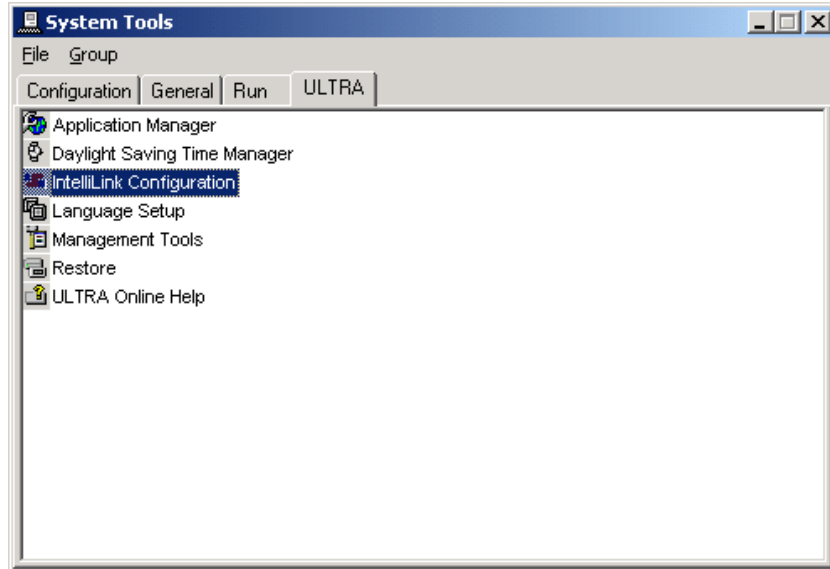 System Tools
File Group
Configuration General Run ULTRA
Application Manager
Daylight Saving Time Manager
IntelliLink Configuration
Language Setup
Management Tools
Restore
ULTRA Online Help